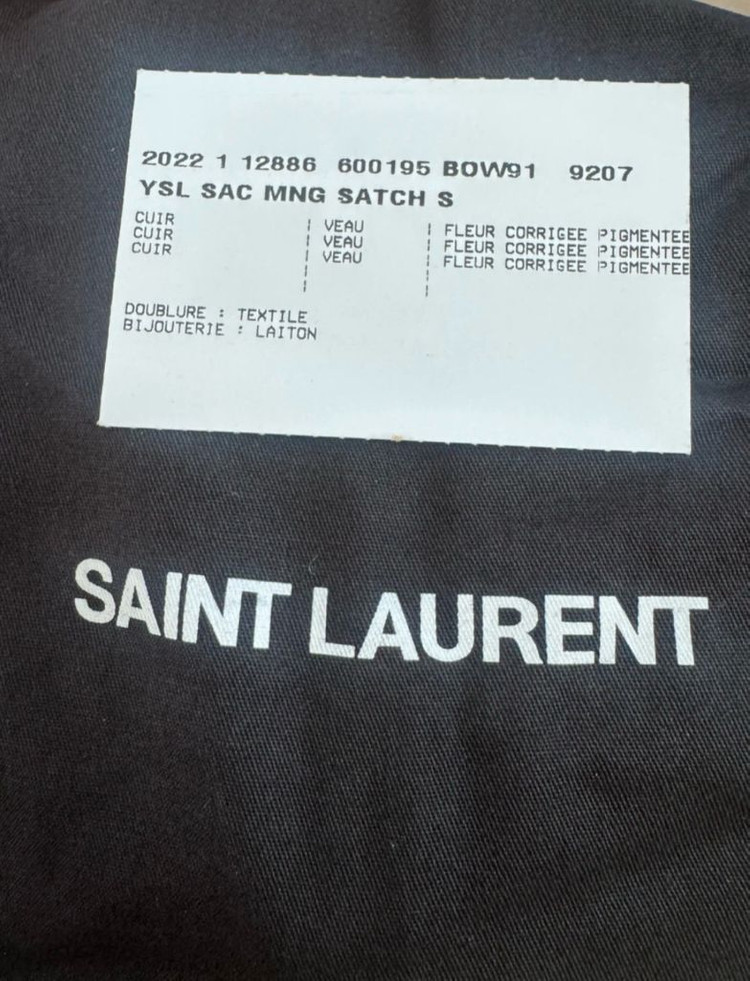 2022 1 12886 600195 BOW91 9207
YSL SAC MNG SATCH S
CUIR | VEAU | FLEUR CORRIGEE PIGMENTEE
CUIR | VEAU | FLEUR CORRIGEE PIGMENTEE
CUIR | VEAU | FLEUR CORRIGEE PIGMENTEE
DOUBLURE : TEXTILE
BIJOUTERIE : LAITON
SAINT LAURENT